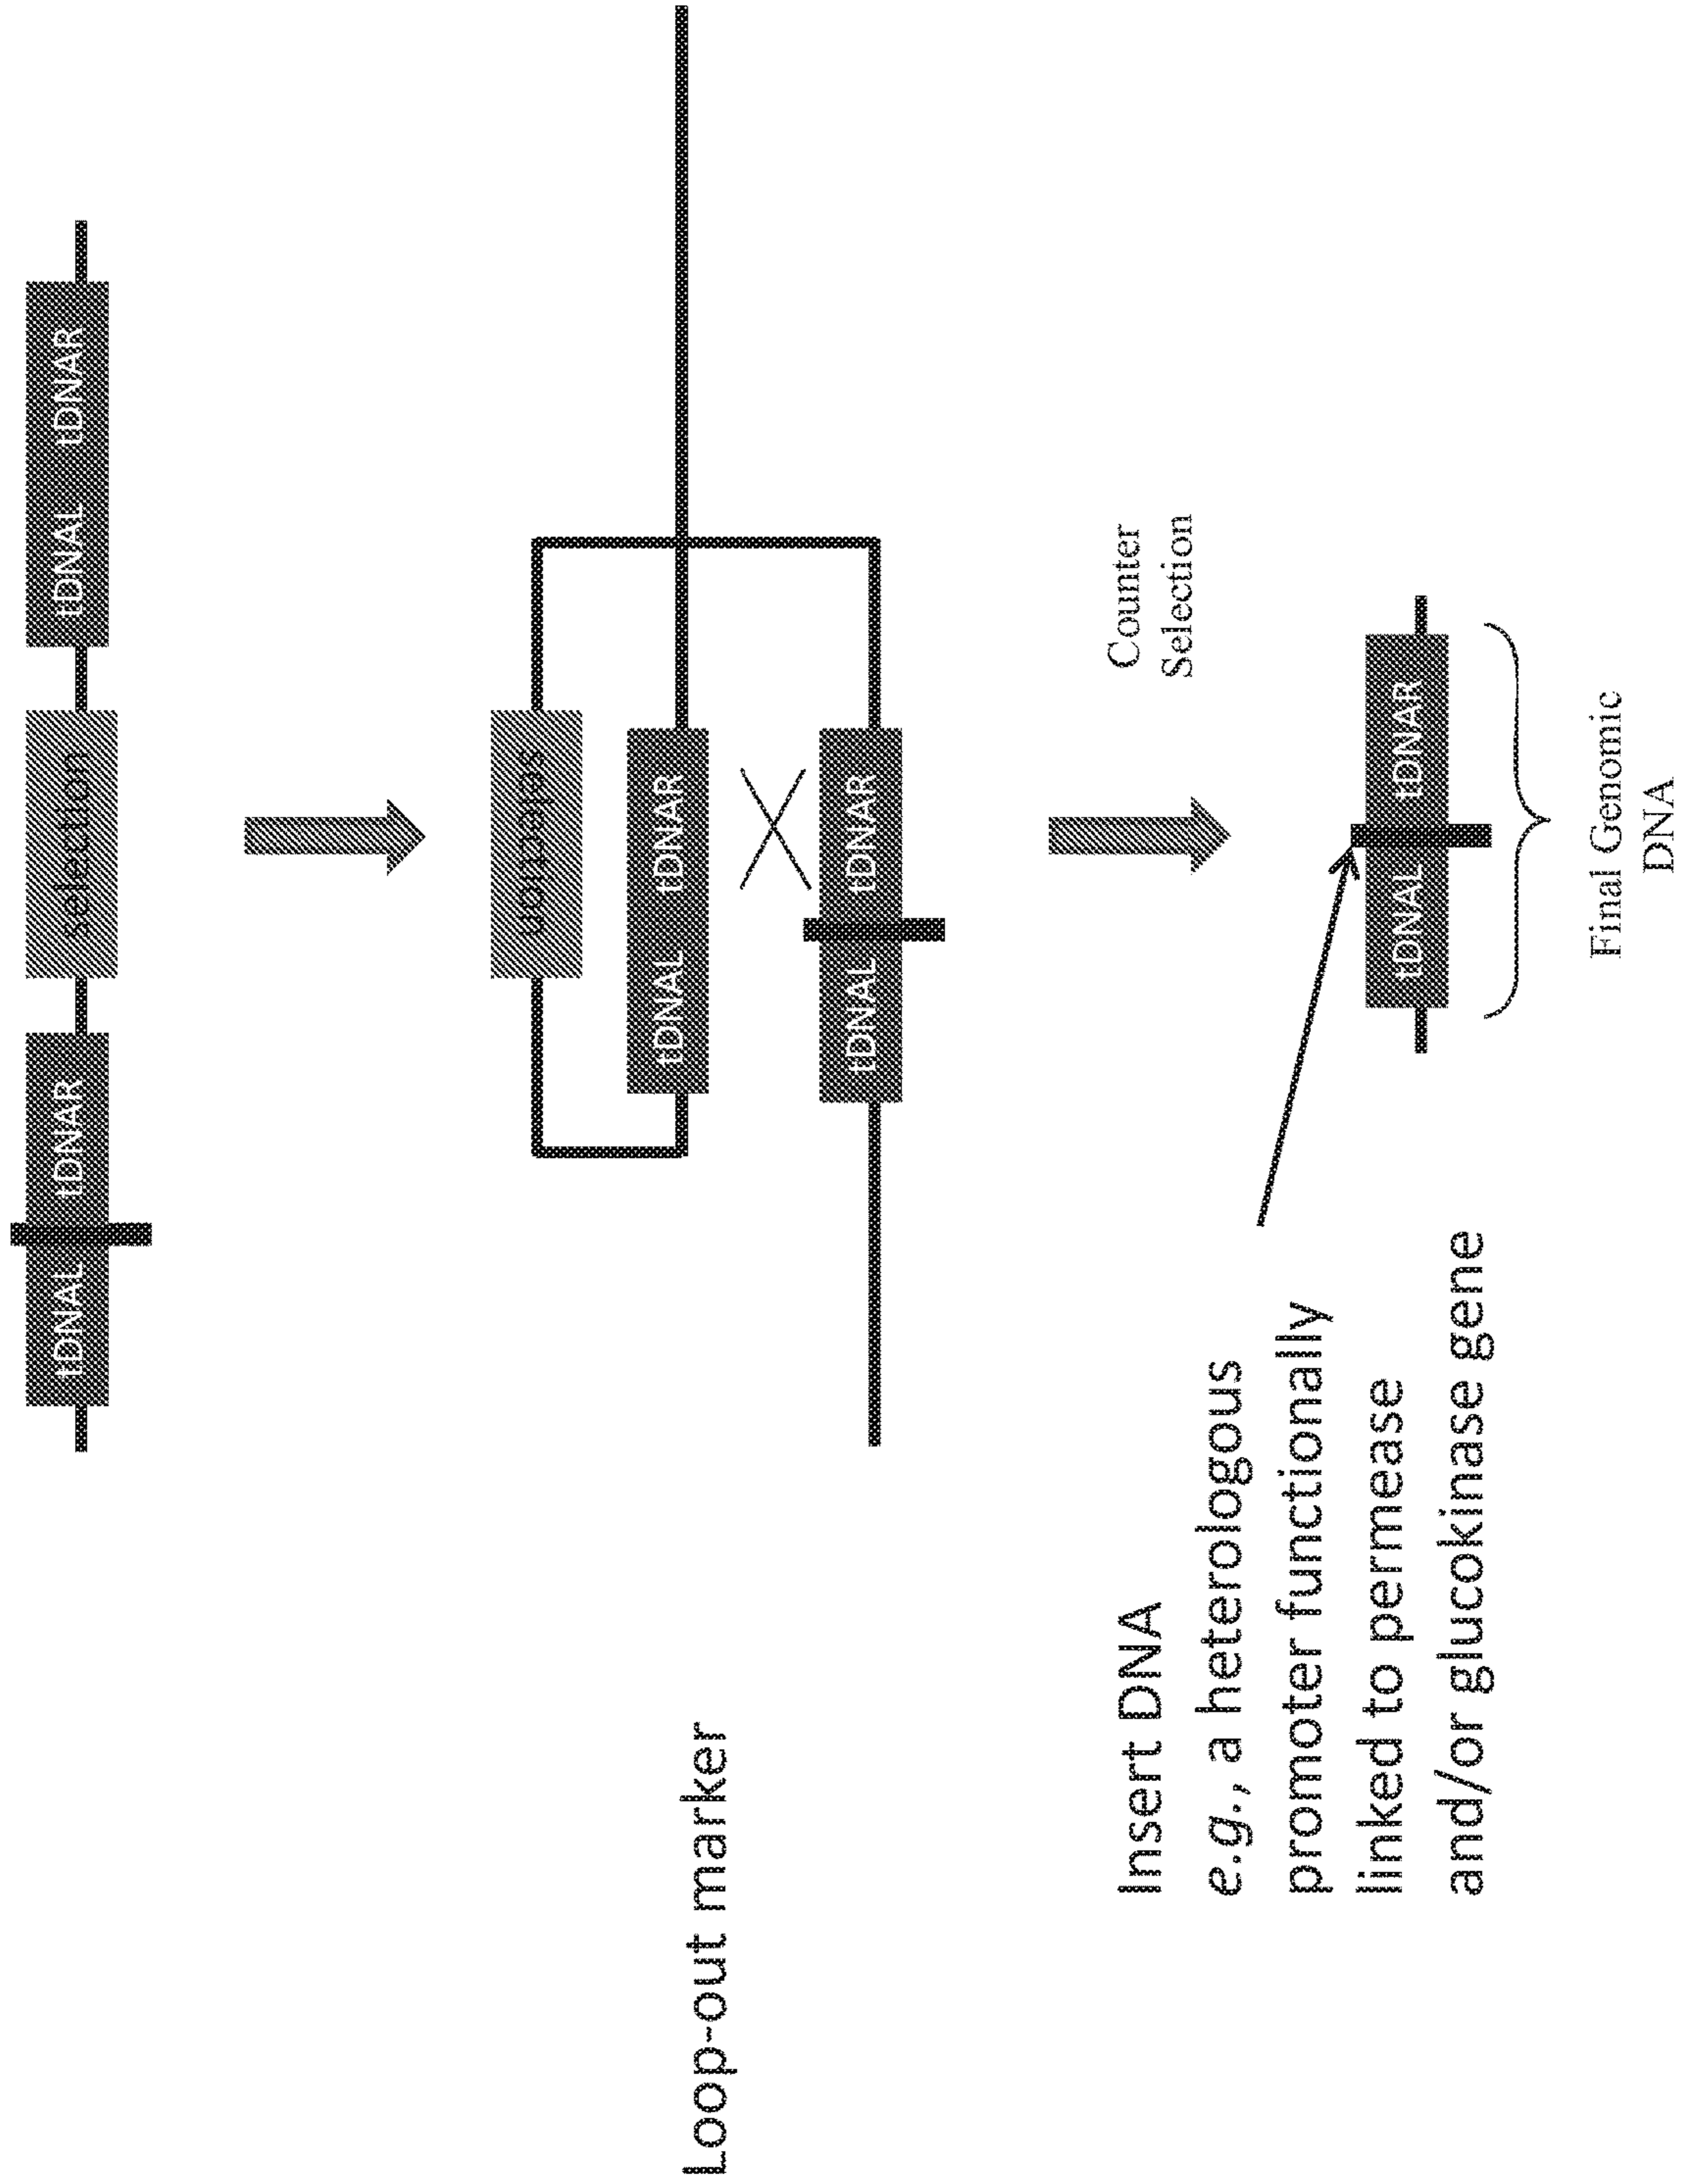 tDNAL tDNAR selection tDNAL tDNAR
selection
Loop-out marker
tDNAL tDNAR
tDNAL tDNAR
Counter
Selection
Insert DNA
e.g., a heterologous
promoter functionally
linked to permease
and/or glucokinase gene
tDNAL tDNAR
Final Genomic
DNA